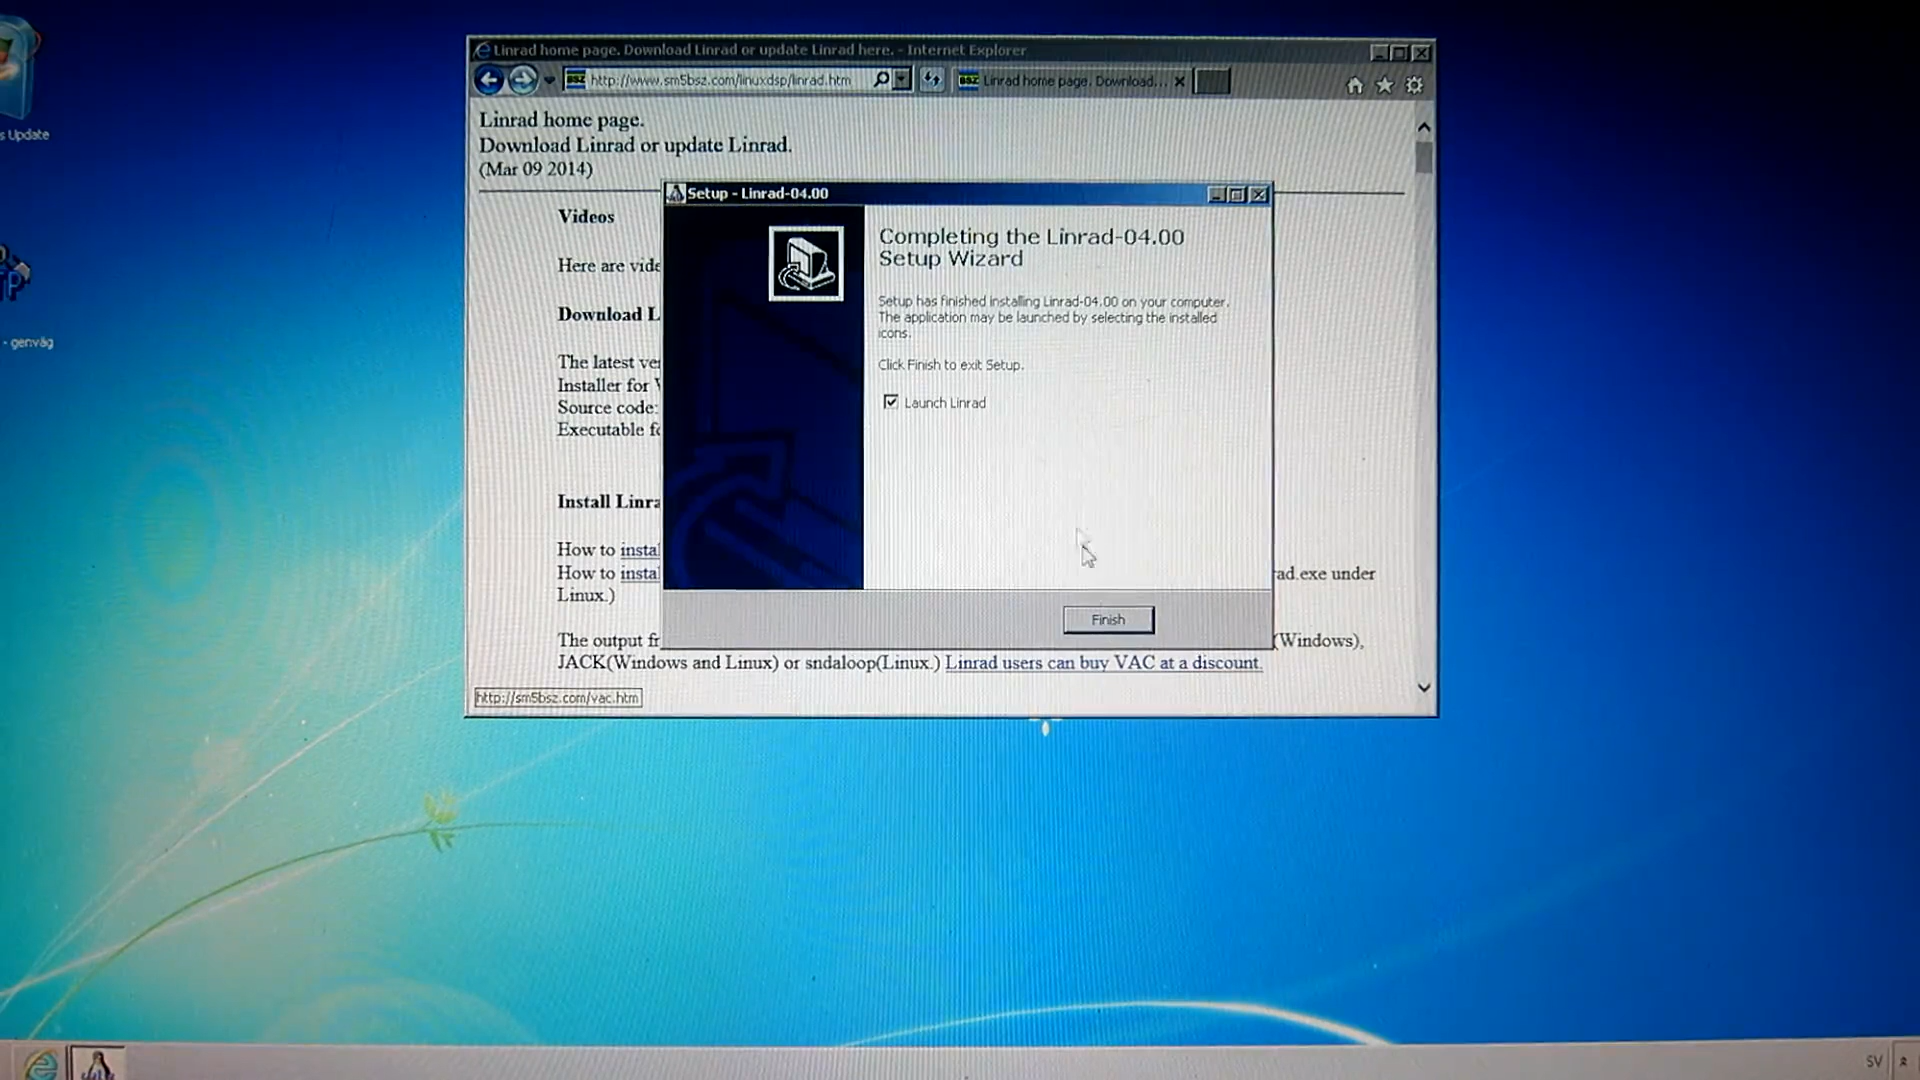 Linrad home page. Download Linrad or update Linrad here. - Internet Explorer
http://www.sm5bsz.com/linuxdsp/linrad.htm
Linrad home page. Download...
Linrad home page.
Download Linrad or update Linrad.
(Mar 09 2014)
Videos
Here are vide
Download L
The latest ve
Installer for
Source code:
Executable fo
Install Linra
How to instal
How to instal
rad.exe under
Linux.)
The output fr
(Windows),
JACK(Windows and Linux) or sndaloop(Linux.) Linrad users can buy VAC at a discount.
http://sm5bsz.com/vac.htm
Setup - Linrad-04.00
Completing the Linrad-04.00
Setup Wizard
Setup has finished installing Linrad-04.00 on your computer.
The application may be launched by selecting the installed
icons.
Click Finish to exit Setup.
Launch Linrad
Finish
s Update
- genväg
SV